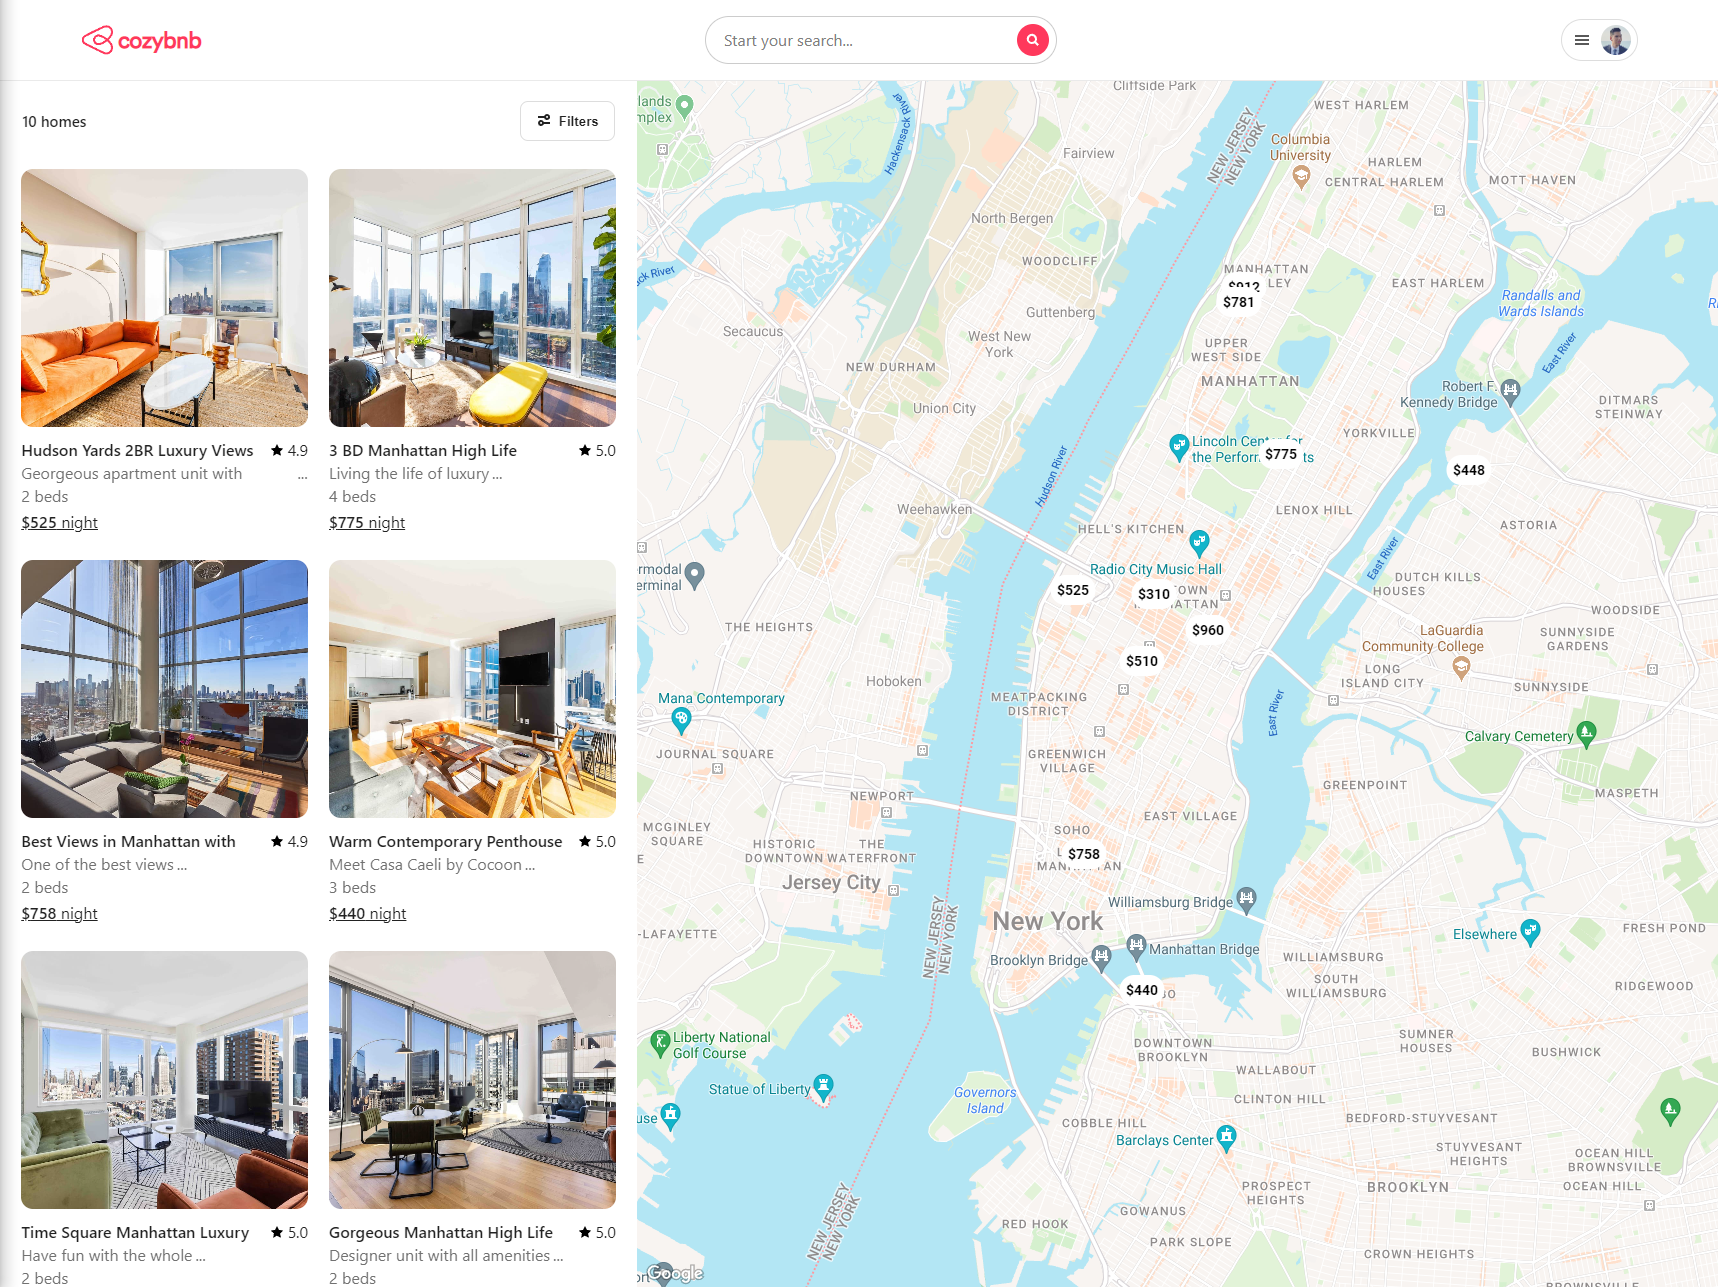 cozybnb
Start your search...
10 homes
Filters
Hudson Yards 2BR Luxury Views
4.9
Georgeous apartment unit with ...
2 beds
$525 night
3 BD Manhattan High Life
5.0
Living the life of luxury ...
4 beds
$775 night
Best Views in Manhattan with
4.9
One of the best views ...
2 beds
$758 night
Warm Contemporary Penthouse
5.0
Meet Casa Caeli by Cocoon ...
3 beds
$440 night
Time Square Manhattan Luxury
5.0
Have fun with the whole ...
2 beds
Gorgeous Manhattan High Life
5.0
Designer unit with all amenities ...
2 beds
Cliffside Park
WEST HARLEM
Hackensack River
NEW JERSEY
NEW YORK
Columbia
University
Fairview
HARLEM
CENTRAL HARLEM
MOTT HAVEN
North Bergen
WOODCLIFF
MANHATTAN
$912
$781
EAST HARLEM
Randalls and
Wards Islands
Guttenberg
Secaucus
West New
York
UPPER
WEST SIDE
East River
NEW DURHAM
MANHATTAN
Robert F.
Kennedy Bridge
DITMARS
STEINWAY
Union City
YORKVILLE
Lincoln Center for
$775
$448
Hudson River
Weehawken
LENOX HILL
HELL'S KITCHEN
ASTORIA
East River
Radio City Music Hall
DUTCH KILLS
HOUSES
$525
$310
WOODSIDE
THE HEIGHTS
$960
LaGuardia
Community College
SUNNYSIDE
GARDENS
$510
Hoboken
LONG
ISLAND CITY
SUNNYSIDE
Mana Contemporary
MEATPACKING
DISTRICT
East River
Calvary Cemetery
JOURNAL SQUARE
GREENWICH
VILLAGE
GREENPOINT
NEWPORT
MASPETH
EAST VILLAGE
MCGINLEY
SQUARE
SOHO
HISTORIC
DOWNTOWN
THE
WATERFRONT
$758
MANHATTAN
Jersey City
Williamsburg Bridge
NEW JERSEY
NEW YORK
New York
-LAFAYETTE
Elsewhere
FRESH POND
Brooklyn Bridge
Manhattan Bridge
WILLIAMSBURG
SOUTH
WILLIAMSBURG
$440
RIDGEWOOD
Liberty National
Golf Course
DOWNTOWN
BROOKLYN
SUMNER
HOUSES
BUSHWICK
WALLABOUT
Statue of Liberty
Governors
Island
CLINTON HILL
BEDFORD-STUYVESANT
COBBLE HILL
Barclays Center
STUYVESANT
HEIGHTS
OCEAN HILL
BROWNSVILLE
OCEAN HILL
PROSPECT
HEIGHTS
BROOKLYN
NEW JERSEY
NEW YORK
GOWANUS
RED HOOK
PARK SLOPE
CROWN HEIGHTS
Google